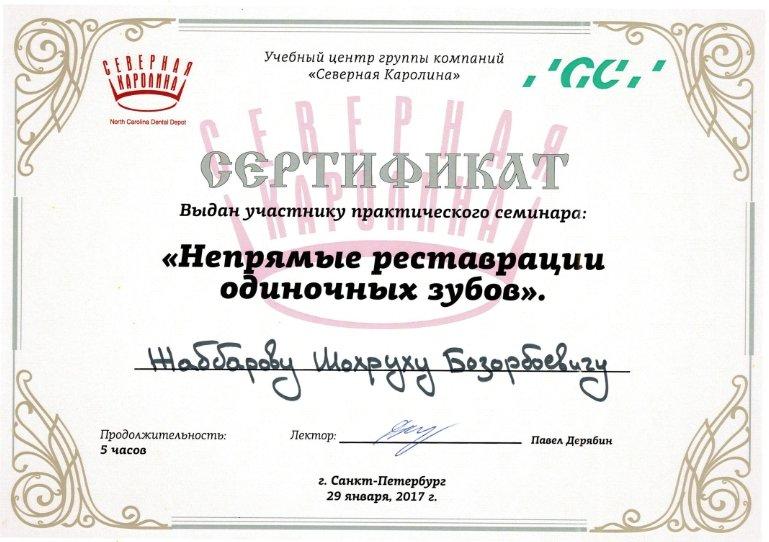 Учебный центр группы компаний
«Северная Каролина»
СЕВЕРНАЯ
КАРОЛИНА
North Carolina Dental Depot
GC
СЕВЕРНАЯ
КАРОЛИНА
СЕРТИФИКАТ
Выдан участнику практического семинара:
«Непрямые реставрации
одиночных зубов».
Жаббарову Шохруху Бозорбоевичу
Продолжительность:
5 часов
Лектор:
Павел Дерябин
г. Санкт-Петербург
29 января, 2017 г.